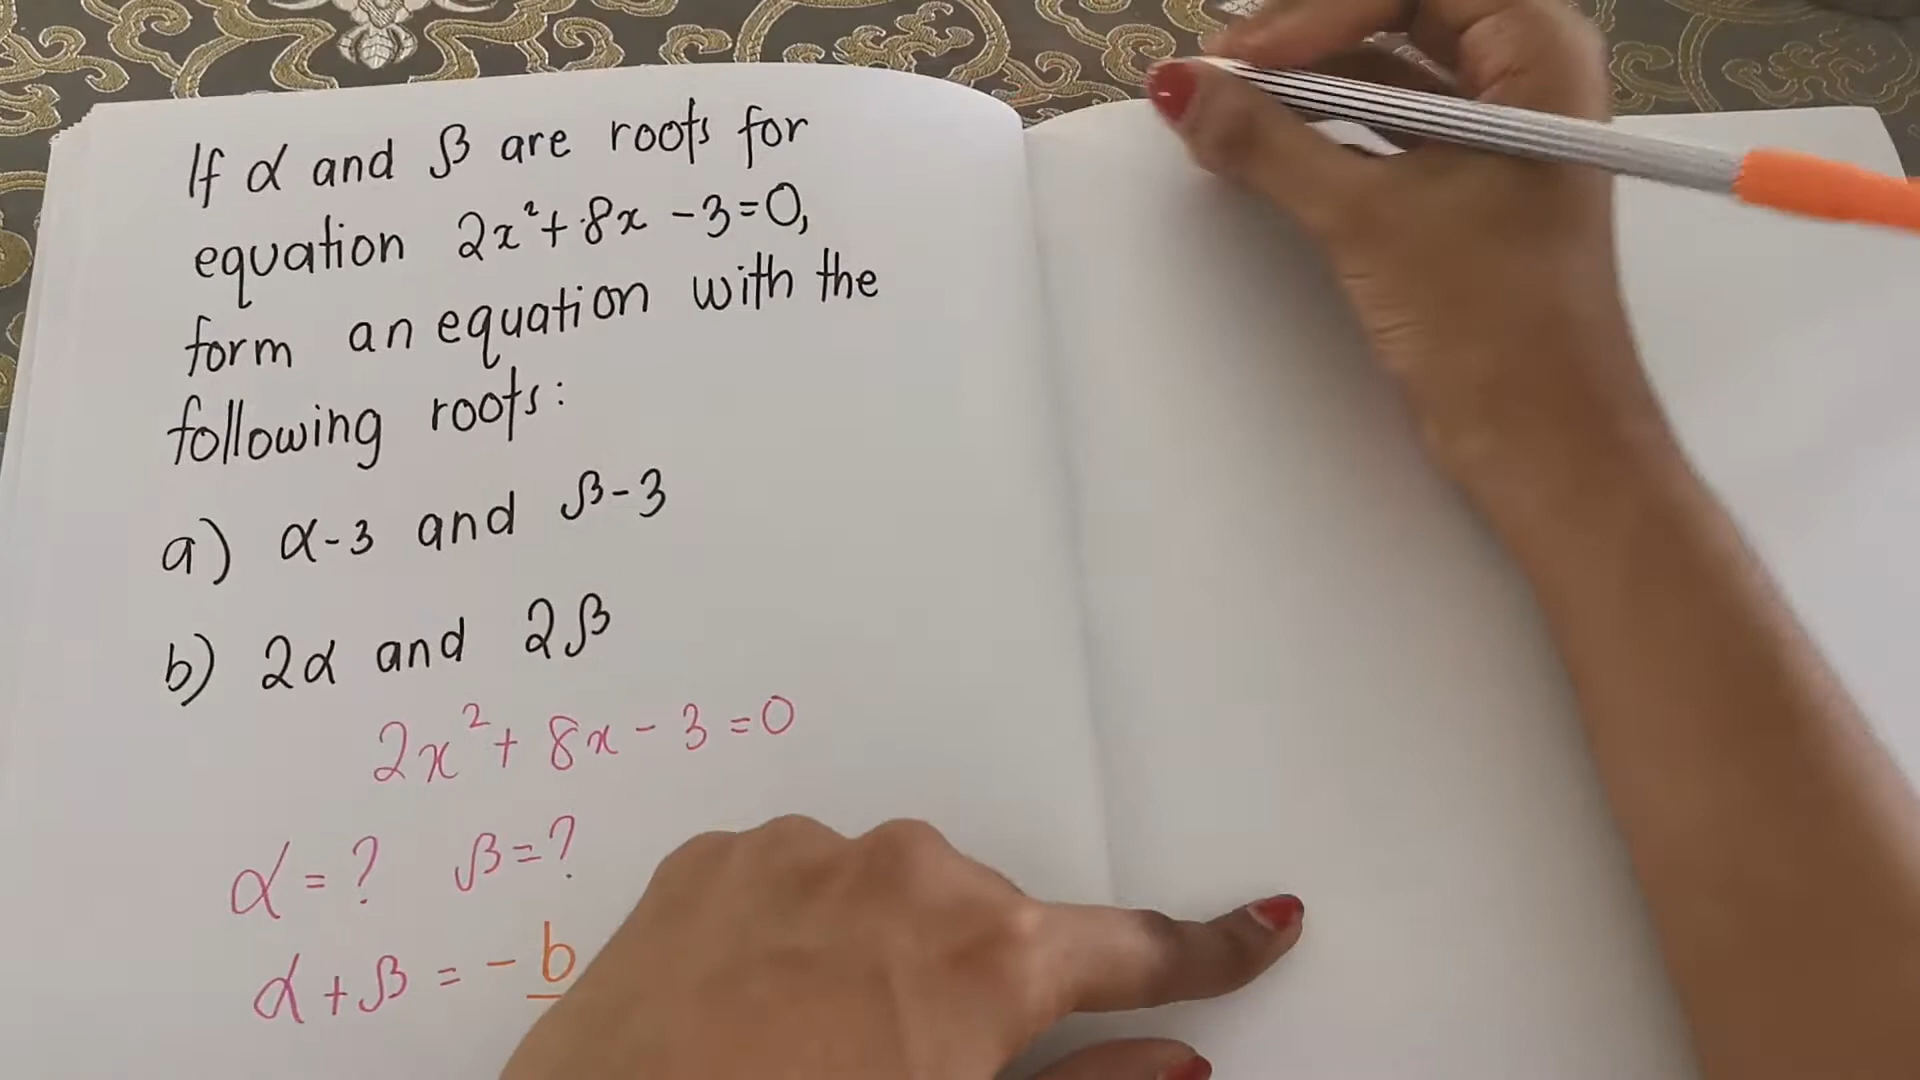 If α and β are roots for
equation 2x²+8x-3=0,
form an equation with the
following roots:
a) α-3 and β-3
b) 2α and 2β
2x²+8x-3=0
α=? β=?
α+β=-b